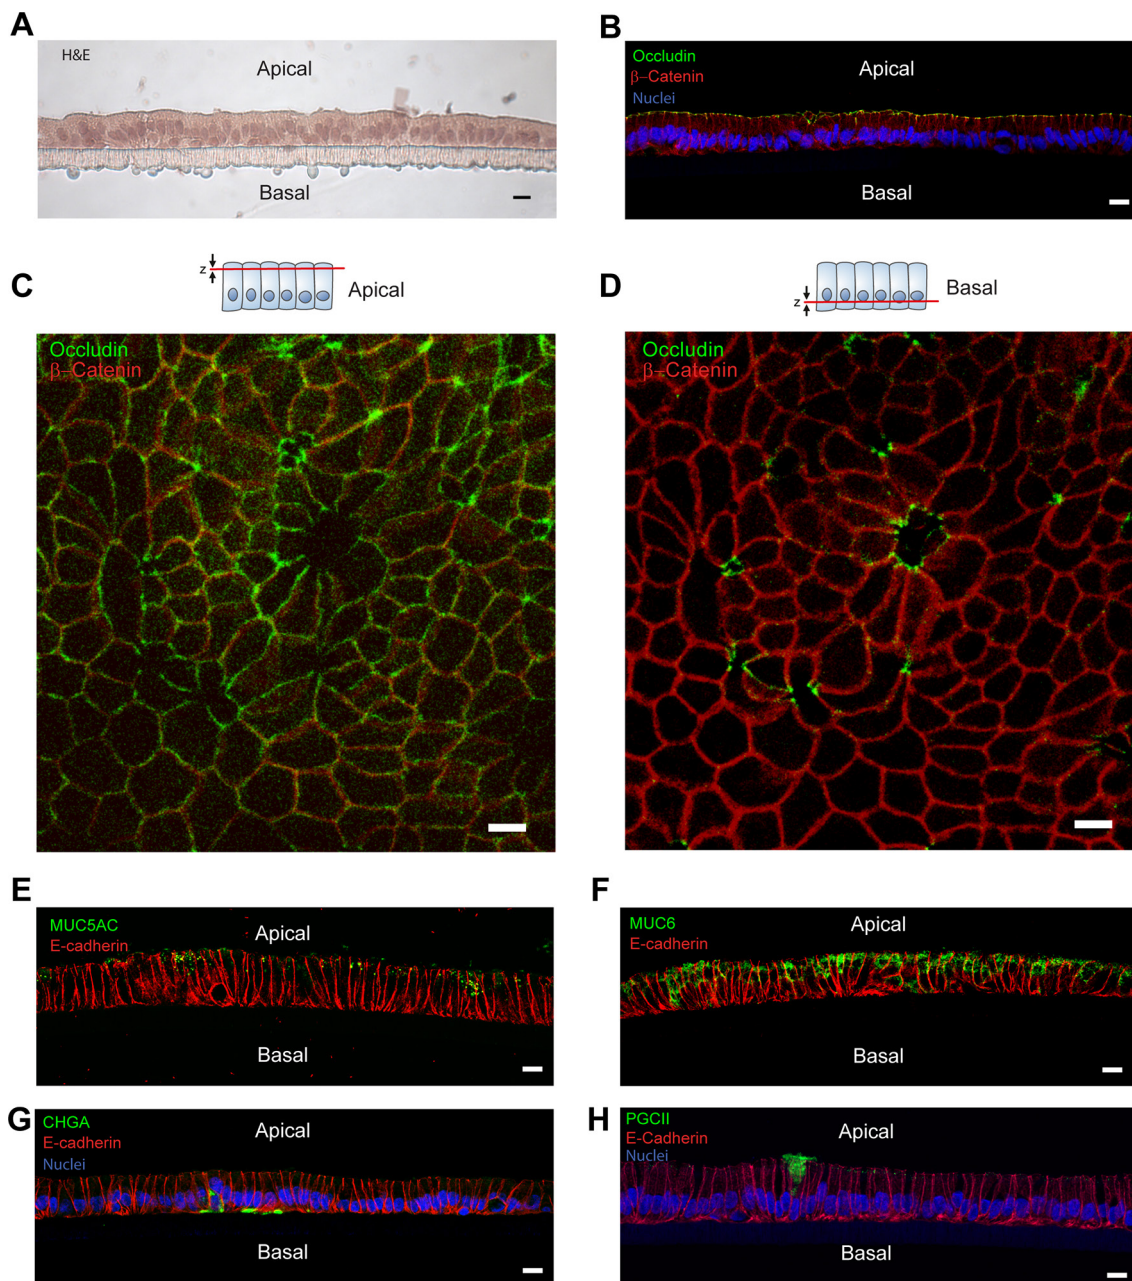 A
H&E
Apical
Basal
B
Occludin
β–Catenin
Nuclei
Apical
Basal
C
z
Apical
Occludin
β–Catenin
D
z
Basal
Occludin
β–Catenin
E
MUC5AC
E-cadherin
Apical
Basal
F
MUC6
E-cadherin
Apical
Basal
G
CHGA
E-cadherin
Nuclei
Apical
Basal
H
PGCII
E-Cadherin
Nuclei
Apical
Basal